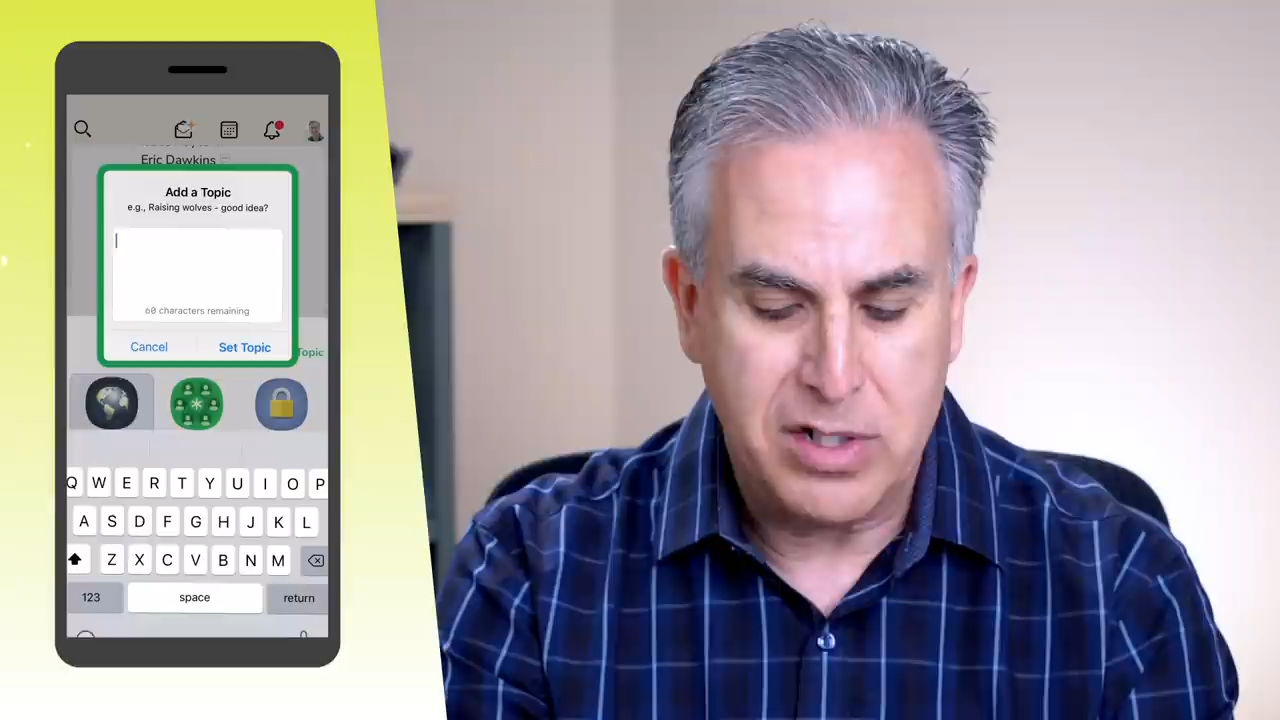 Eric Dawkins
Add a Topic
e.g., Raising wolves - good idea?
60 characters remaining
Cancel
Set Topic
Topic
Q W E R T Y U I O P
A S D F G H J K L
Z X C V B N M
123
space
return